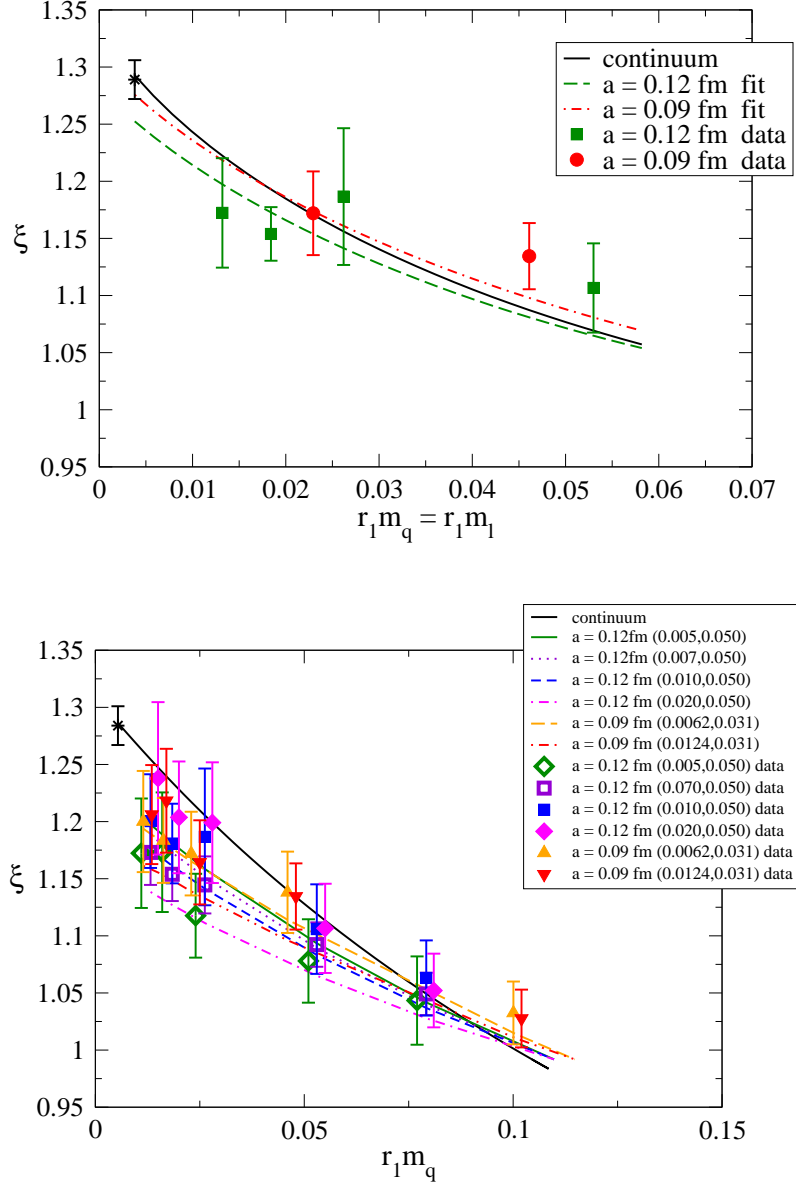 1.35
1.3
1.25
1.2
1.15
1.1
1.05
1
0.95
ξ
continuum
a = 0.12 fm fit
a = 0.09 fm fit
a = 0.12 fm data
a = 0.09 fm data
0 0.01 0.02 0.03 0.04 0.05 0.06 0.07
r₁m_q = r₁m_l
1.35
1.3
1.25
1.2
1.15
1.1
1.05
1
0.95
ξ
continuum
a = 0.12fm (0.005,0.050)
a = 0.12fm (0.007,0.050)
a = 0.12 fm (0.010,0.050)
a = 0.12 fm (0.020,0.050)
a = 0.09 fm (0.0062,0.031)
a = 0.09 fm (0.0124,0.031)
a = 0.12 fm (0.005,0.050) data
a = 0.12 fm (0.070,0.050) data
a = 0.12 fm (0.010,0.050) data
a = 0.12 fm (0.020,0.050) data
a = 0.09 fm (0.0062,0.031) data
a = 0.09 fm (0.0124,0.031) data
0 0.05 0.1 0.15
r₁m_q